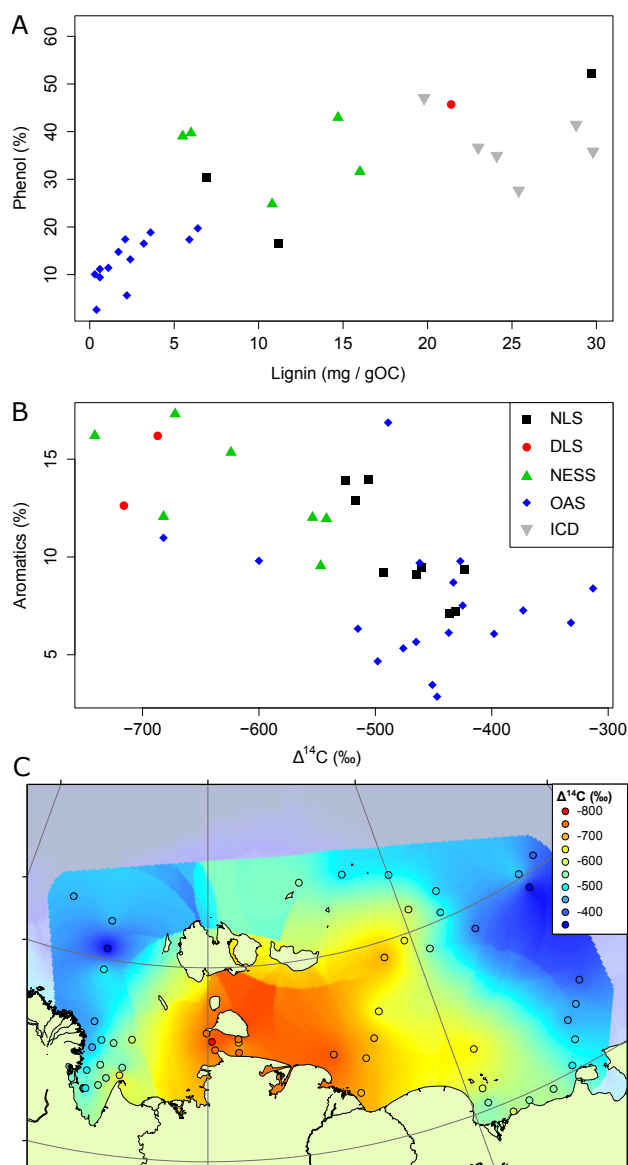 A
Phenol (%)
60
50
40
30
20
10
0 5 10 15 20 25 30
Lignin (mg / gOC)
B
Aromatics (%)
15
10
5
NLS
DLS
NESS
OAS
ICD
−700 −600 −500 −400 −300
Δ¹⁴C (‰)
C
Δ¹⁴C (‰)
-800
-700
-600
-500
-400